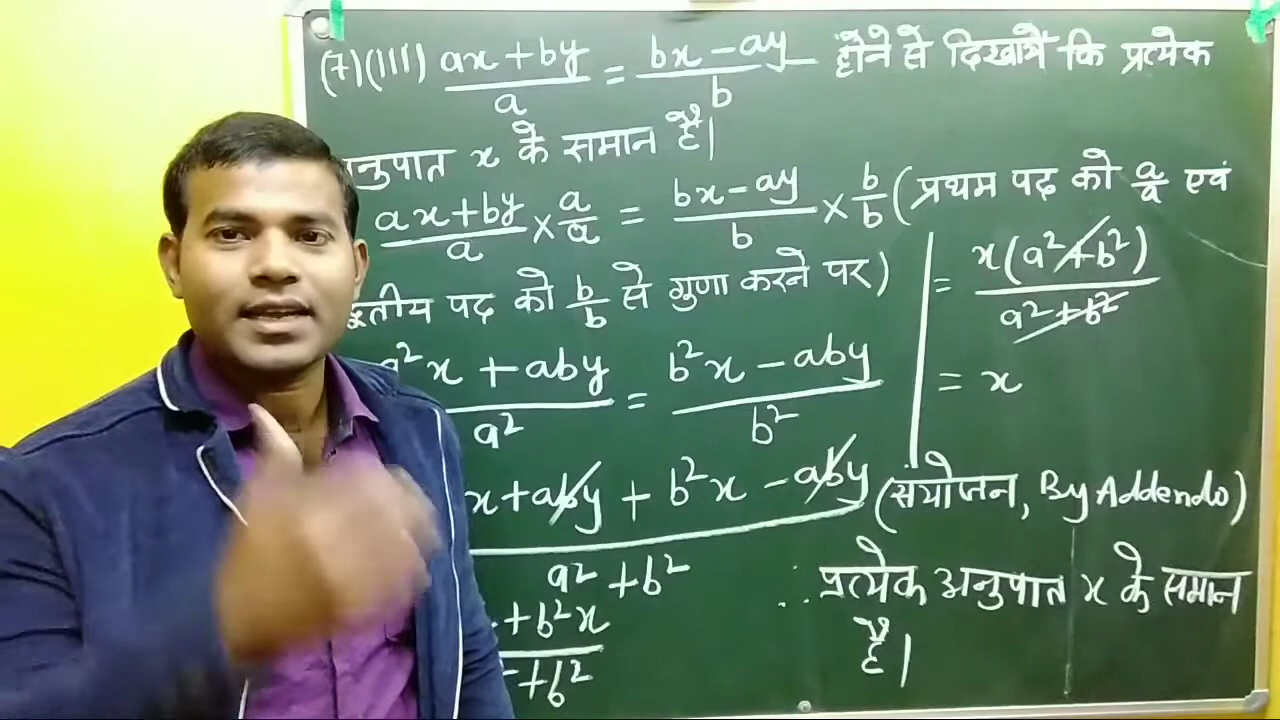 (7)(iii) (ax+by)/a = (bx-ay)/b होने से दिखायें कि प्रत्येक
x के समान है।
(ax+by)/a × a/a = (bx-ay)/b × b/b (प्रथम पद को a/a एवं
पद को b/b से गुणा करने पर)
a²x + aby / a² = (b²x - aby)/b²
x + aby + b²x - aby (संयोजन, By Addendo)
a² + b²
+ b²x
+ b²
= x(a²+b²)/(a²+b²)
= x
∴ प्रत्येक अनुपात x के समान
है।